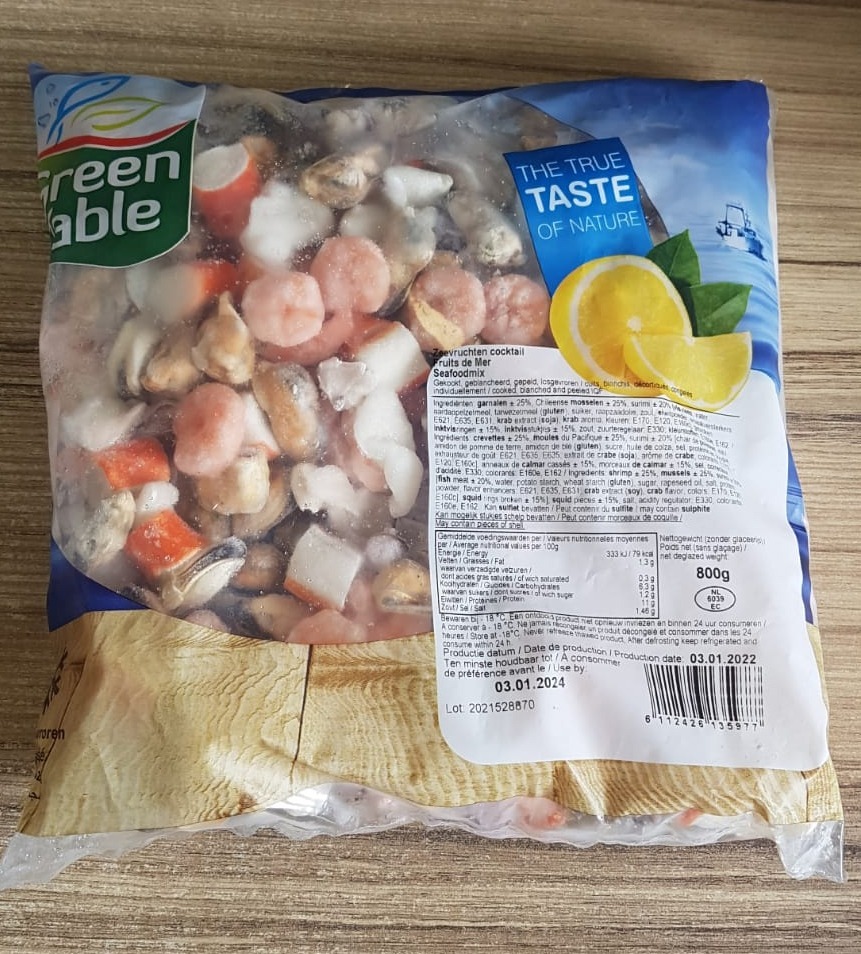 Green
Table
THE TRUE
TASTE
OF NATURE
Zeevruchten cocktail
Fruits de Mer
Seafoodmix
Gekookt, geblancheerd, gepeld, losgevroren / cuits, blanchis, décortiqués, congelés
individuellement / cooked, blanched and peeled IQF
Ingrediënten: garnalen ± 25%, Chileense mosselen ± 25%, surimi ± 20%
aardappelzetmeel, tarwezetmeel (gluten), suiker, raapzaadolie, zout,
E621, E635, E631, krab extract (soja), krab aroma, kleuren: E170, E120,
inktvisringen ± 15%, inktvisstukjes ± 15%, zout, zuurteregelaar: E330,
Ingrédients: crevettes ± 25%, moules du Pacifique ± 25%, surimi ± 20% (chair de
amidon de pomme de terre, amidon de blé (gluten), sucre, huile de colza, sel,
exhausteur de goût: E621, E635, E635, extrait de crabe (soja), arôme de crabe,
E120, E160c), anneaux de calmar cassés ± 15%, morceaux de calmar ± 15%, sel,
d'acidité: E330, colorants: E160e, E162 / Ingredients: shrimp ± 25%, mussels ± 25%,
(fish meat ± 20%, water, potato starch, wheat starch (gluten), sugar, rapeseed oil, salt,
powder, flavor enhancers: E621, E635, E631, crab extract (soy), crab flavor, colors: E170,
E160c), squid rings (broken ± 15%), squid pieces ± 15%, salt, acidity regulator: E330, colorants:
E160e, E162. Kan sulfiet bevatten / Peut contenir du sulfite / may contain sulphite
Kan mogelijk stukjes schelp bevatten / Peut contenir morceaux de coquille /
May contain pieces of shell
Gemiddelde voedingswaarden per / Valeurs nutritionnelles moyennes
par / Average nutritional values per 100g
Energie / Energy 333 kJ / 79 kcal
Vetten / Graisses / Fat 1.3 g
waarvan verzadigde vetzuren /
dont acides gras saturés / of wich saturated 0.3 g
Koolhydraten / Glucides / Carbohydrates 6.3 g
waarvan suikers / dont sucres / of wich sugar 1.2 g
Eiwitten / Protéines / Protein 11 g
Zout / Sel / Salt 1.46 g
Nettogewicht (zonder glaceering)
Poids net (sans glaçage) /
net deglazed weight:
800g
NL
6039
EC
Bewaren bij - 18 °C. Een ontdooid product niet opnieuw invriezen en binnen 24 uur consumeren /
A conserver à - 18 °C. Ne jamais recongeler un produit décongelé et consommer dans les 24
heures / Store at - 18°C. Never refreeze thawed product. After defrosting keep refrigerated and
consume within 24 h.
Productie datum / Date de production / Production date: 03.01.2022
Ten minste houdbaar tot / À consommer
de préférence avant le / Use by:
03.01.2024
Lot: 2021528870
6 112426 135977